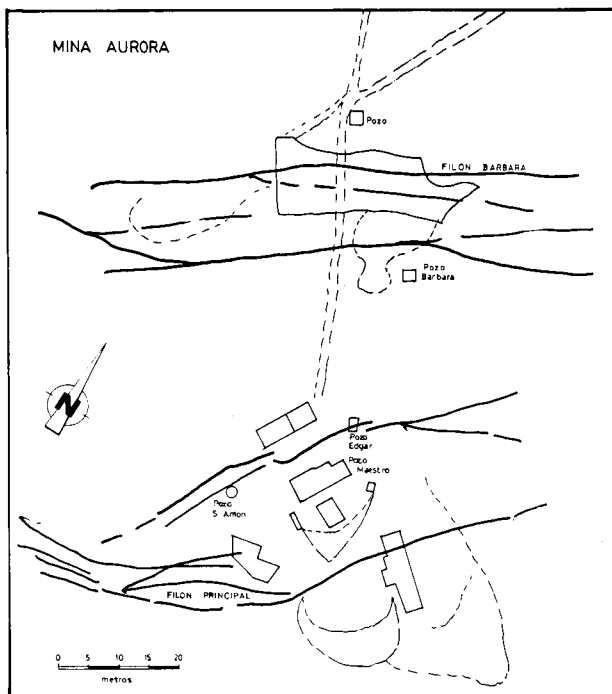 MINA AURORA
Pozo
FILON BARBARA
Pozo
Barbara
N
Pozo
Edgar
Pozo
Maestro
Pozo
S. Amon
FILON PRINCIPAL
0 5 10 15 20
metros